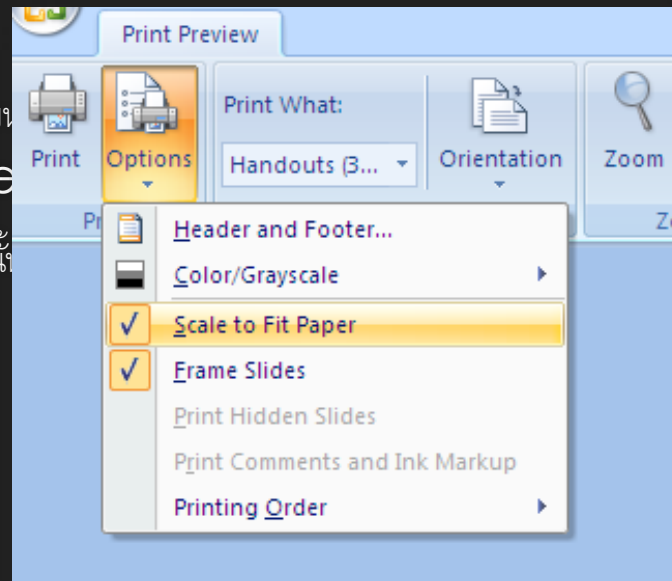 Print Preview
Print What:
Print
Options
Handouts (3...
Orientation
Zoom
Header and Footer...
Color/Grayscale
Scale to Fit Paper
Frame Slides
Print Hidden Slides
Print Comments and Ink Markup
Printing Order